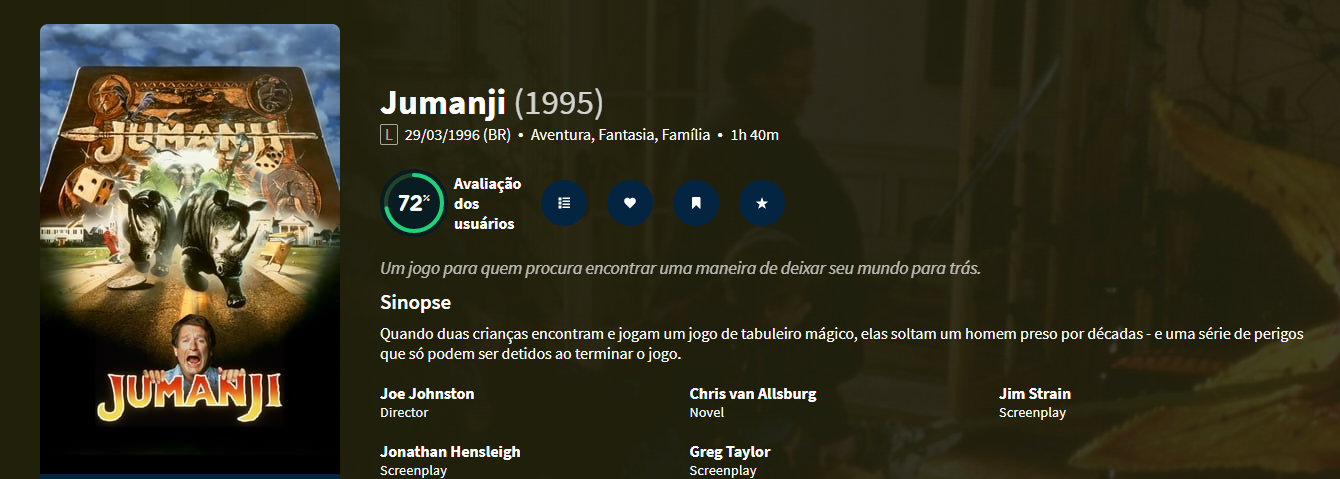 JUMANJI
JUMANJI
Jumanji (1995)
L 29/03/1996 (BR) • Aventura, Fantasia, Família • 1h 40m
72%
Avaliação
dos
usuários
Um jogo para quem procura encontrar uma maneira de deixar seu mundo para trás.
Sinopse
Quando duas crianças encontram e jogam um jogo de tabuleiro mágico, elas soltam um homem preso por décadas - e uma série de perigos
que só podem ser detidos ao terminar o jogo.
Joe Johnston
Director
Chris van Allsburg
Novel
Jim Strain
Screenplay
Jonathan Hensleigh
Screenplay
Greg Taylor
Screenplay